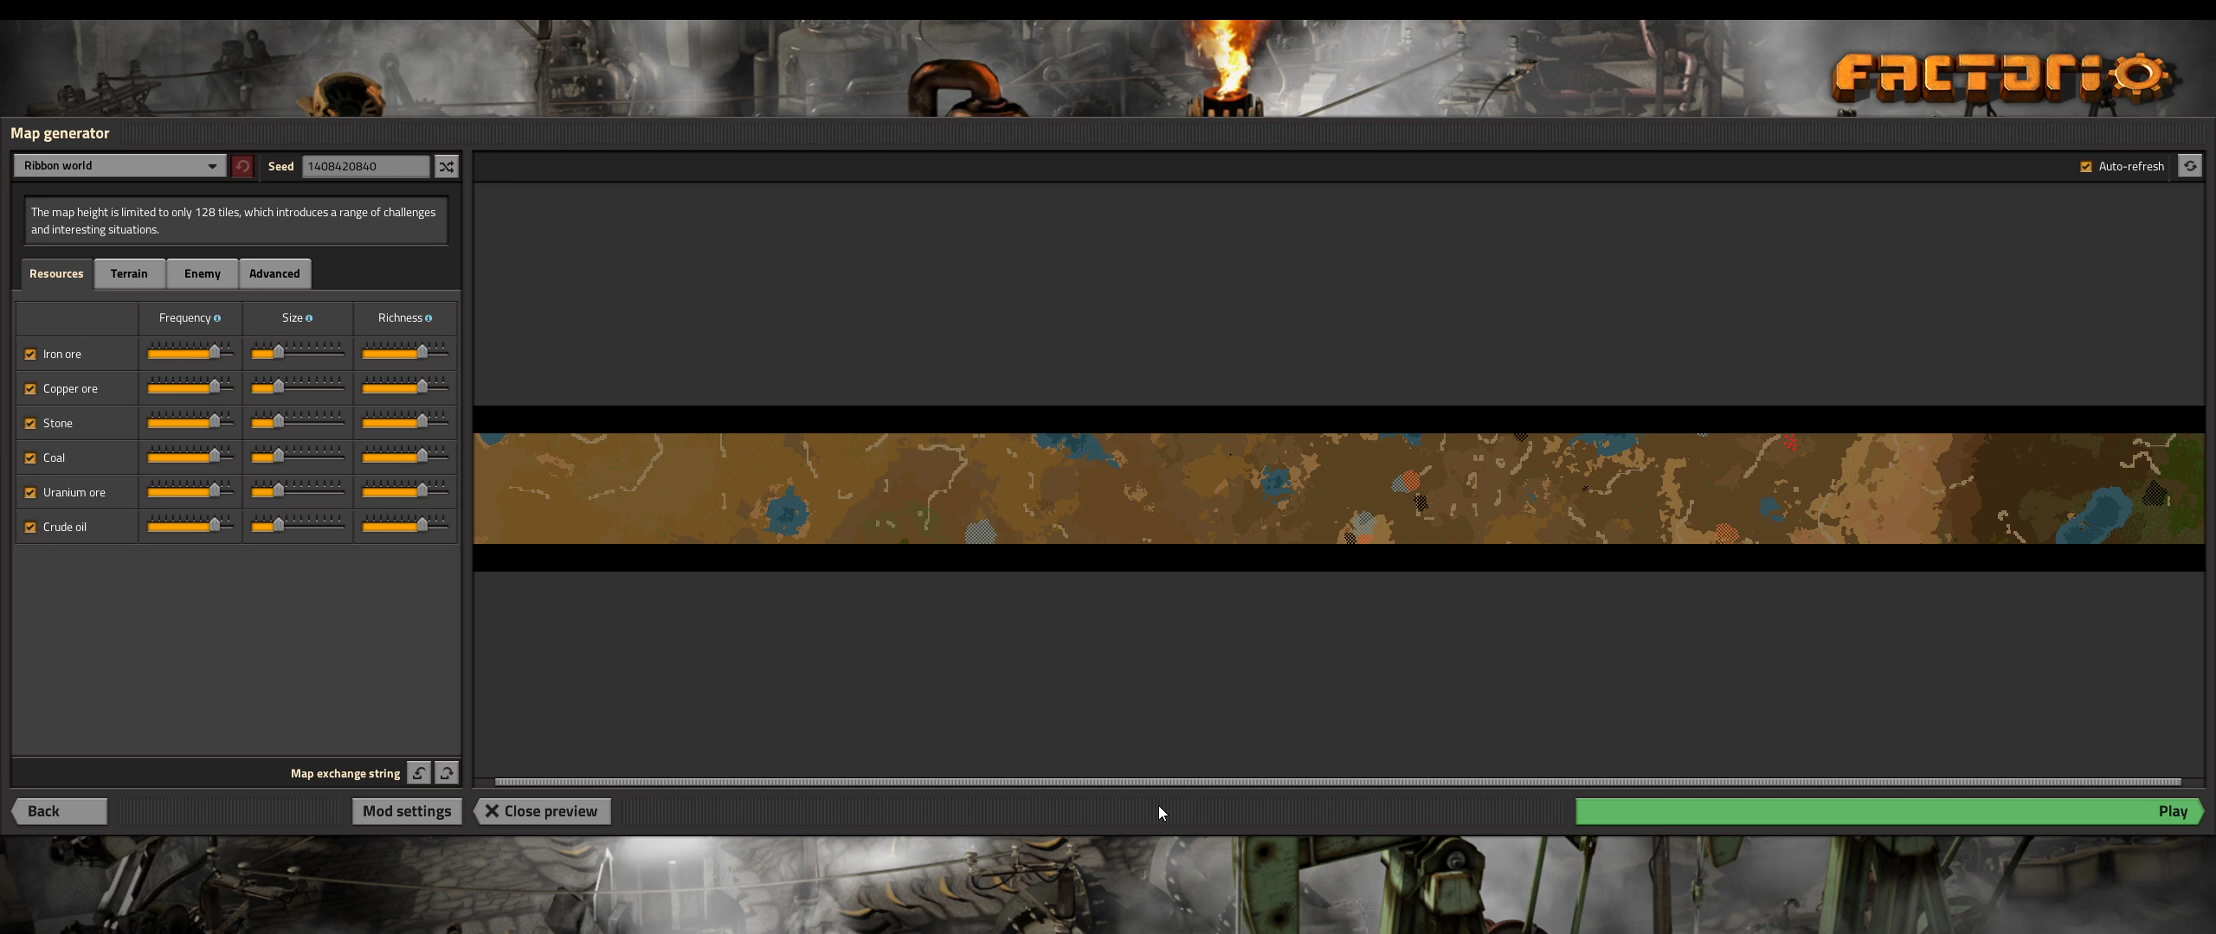 FACTORIO
Map generator
Ribbon world
Seed
1408420840
Auto-refresh
The map height is limited to only 128 tiles, which introduces a range of challenges
and interesting situations.
Resources
Terrain
Enemy
Advanced
Frequency
Size
Richness
Iron ore
Copper ore
Stone
Coal
Uranium ore
Crude oil
Map exchange string
Back
Mod settings
Close preview
Play